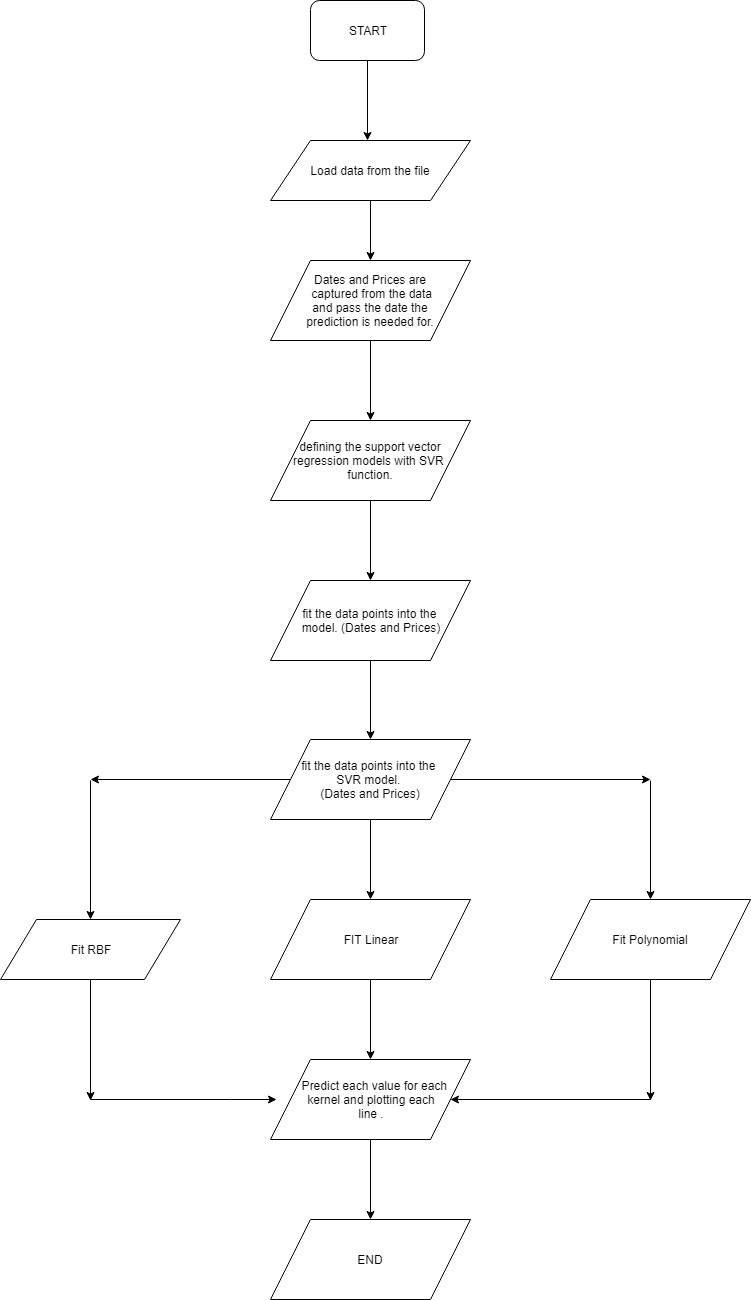 START
Load data from the file
Dates and Prices are
captured from the data
and pass the date the
prediction is needed for.
defining the support vector
regression models with SVR
function.
fit the data points into the
model. (Dates and Prices)
fit the data points into the
SVR model.
(Dates and Prices)
Fit RBF
FIT Linear
Fit Polynomial
Predict each value for each
kernel and plotting each
line .
END